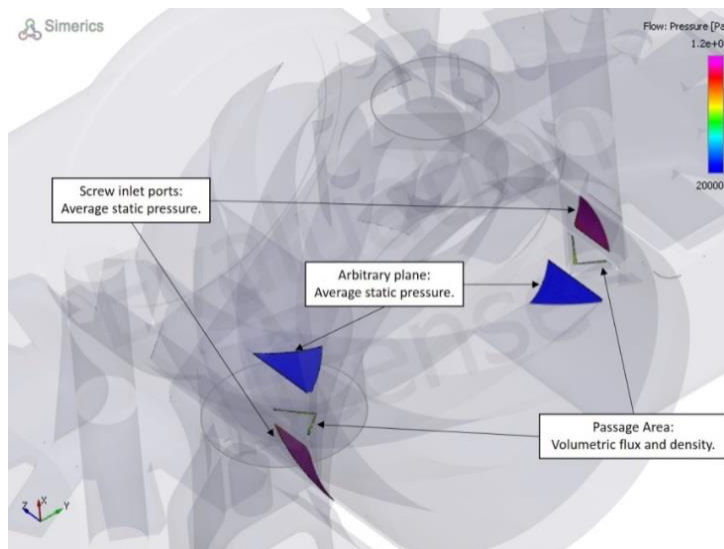 Simerics
Flow: Pressure [Pa
1.2e+0
20000
Screw inlet ports:
Average static pressure.
Arbitrary plane:
Average static pressure.
Passage Area:
Volumetric flux and density.
X
Z
Y